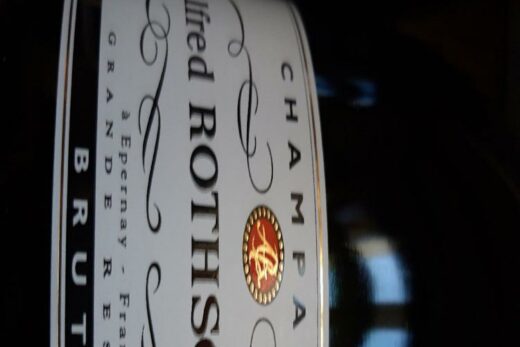 CHAMPA
lfred ROTHS
à Epernay - Fra
GRANDE RES
BRUT